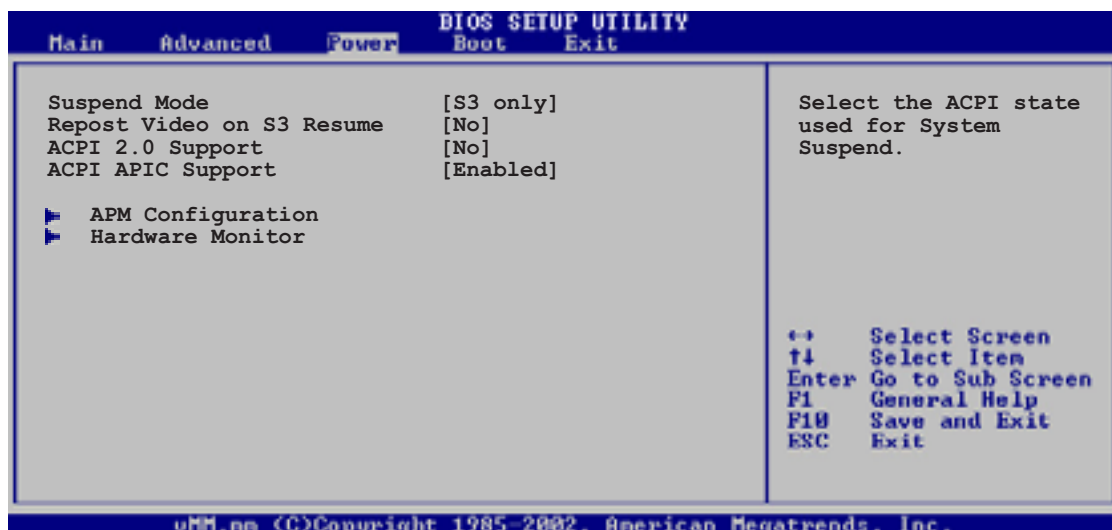 BIOS SETUP UTILITY
Main Advanced Power Boot Exit
Suspend Mode [S3 only]
Repost Video on S3 Resume [No]
ACPI 2.0 Support [No]
ACPI APIC Support [Enabled]
APM Configuration
Hardware Monitor
Select the ACPI state
used for System
Suspend.
←→ Select Screen
↑↓ Select Item
Enter Go to Sub Screen
F1 General Help
F10 Save and Exit
ESC Exit
vMM.nn (C)Copyright 1985-2002, American Megatrends, Inc.